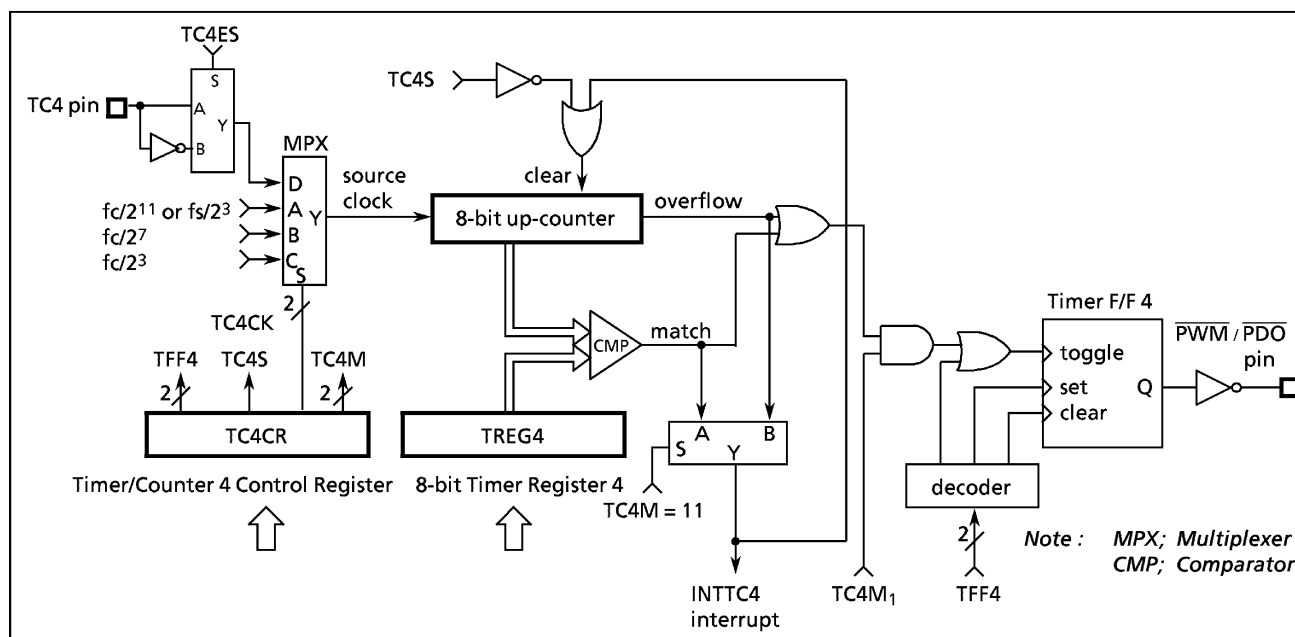 TC4ES
TC4 pin
S
A
Y
B
TC4S
MPX
D
A
Y
B
C
S
fc/2¹¹ or fs/2³
fc/2⁷
fc/2³
source
clock
clear
8-bit up-counter
overflow
2
TC4CK
CMP
match
TFF4
TC4S
TC4M
2
2
TC4CR
Timer/Counter 4 Control Register
TREG4
8-bit Timer Register 4
A
B
S
Y
TC4M = 11
INTTC4
interrupt
TC4M₁
Timer F/F 4
toggle
set
Q
clear
P̅W̅M̅ / P̅D̅O̅
pin
decoder
2
TFF4
Note : MPX; Multiplexer
CMP; Comparator